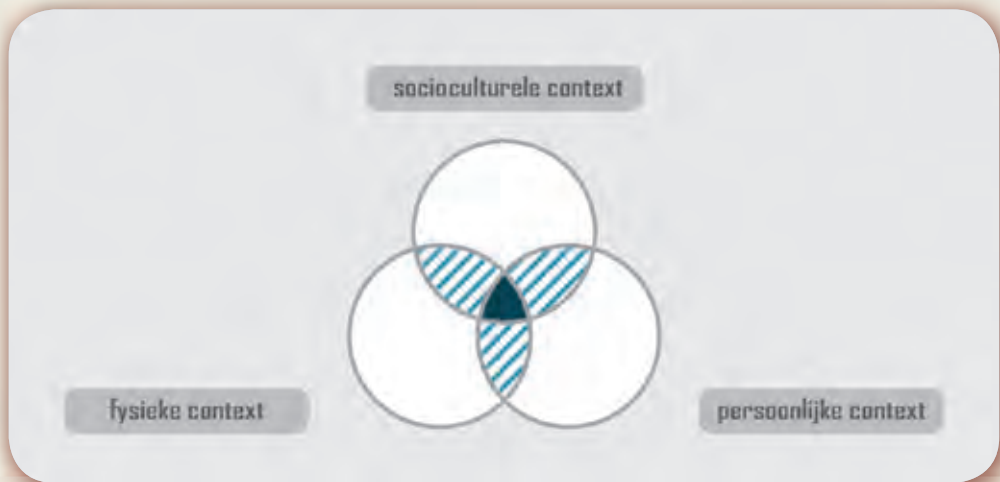 socioculturele context
fysieke context
persoonlijke context